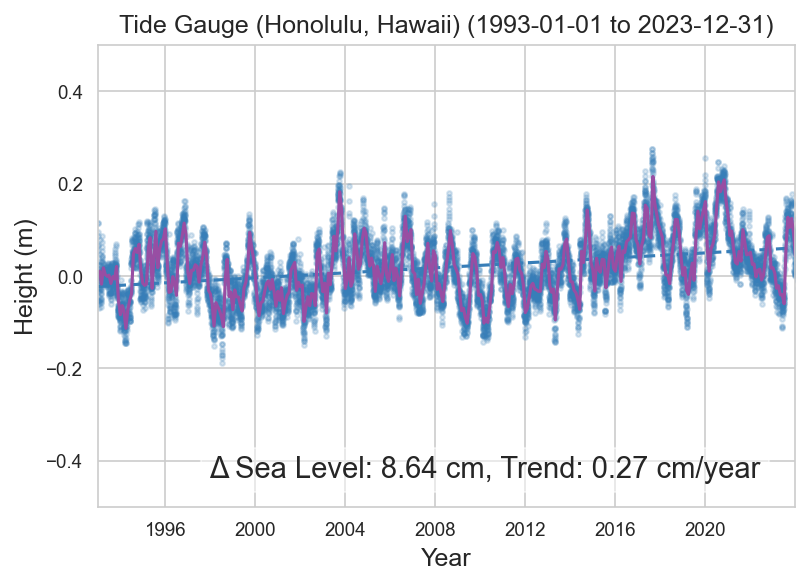 Tide Gauge (Honolulu, Hawaii) (1993-01-01 to 2023-12-31)
0.4
0.2
0.0
−0.2
−0.4
Height (m)
Δ Sea Level: 8.64 cm, Trend: 0.27 cm/year
1996 2000 2004 2008 2012 2016 2020
Year